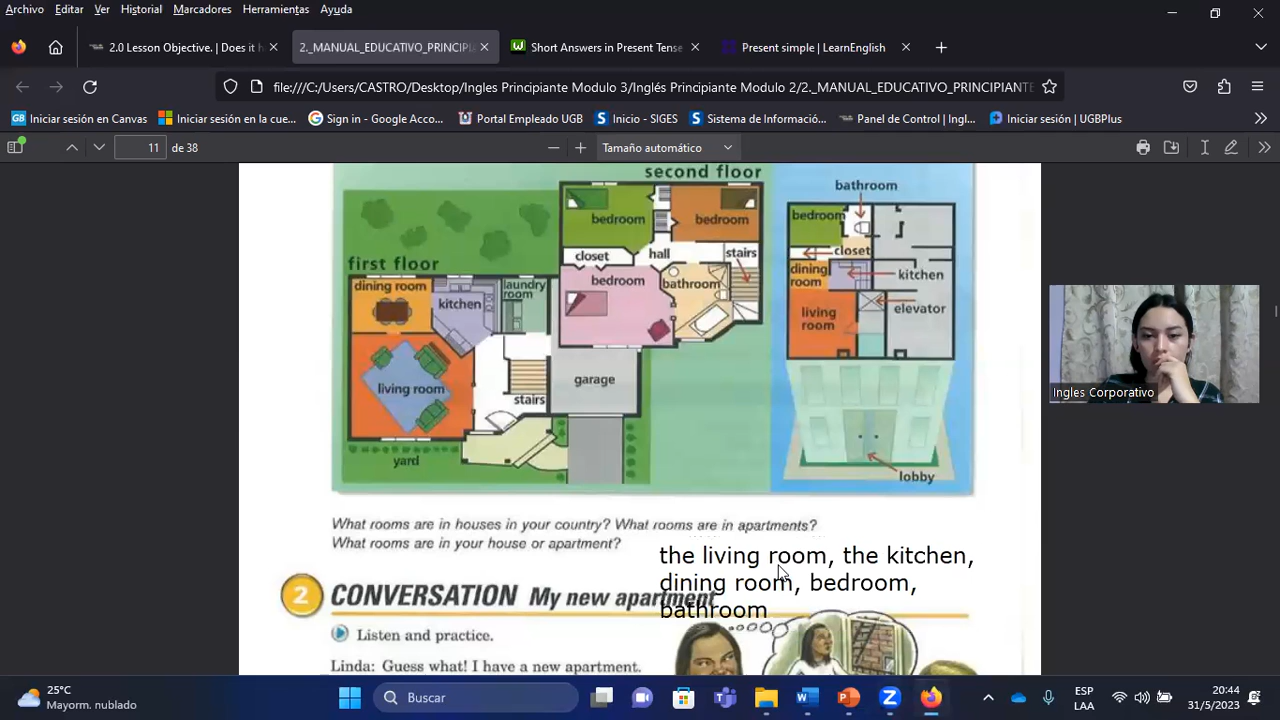 Archivo Editar Ver Historial Marcadores Herramientas Ayuda
2.0 Lesson Objective. | Does it h
2._MANUAL_EDUCATIVO_PRINCIPI
Short Answers in Present Tense
Present simple | LearnEnglish
file:///C:/Users/CASTRO/Desktop/Ingles Principiante Modulo 3/Inglés Principiante Modulo 2/2._MANUAL_EDUCATIVO_PRINCIPIANTE
Iniciar sesión en Canvas
Iniciar sesión en la cue...
Sign in - Google Acco...
Portal Empleado UGB
Inicio - SIGES
Sistema de Informació...
Panel de Control | Ingl...
Iniciar sesión | UGBPlus
11 de 38
Tamaño automático
second floor
bedroom
bedroom
closet
hall
stairs
bedroom
bathroom
first floor
dining room
kitchen
laundry
room
living room
stairs
garage
yard
bathroom
bedroom
closet
dining
room
kitchen
living
room
elevator
lobby
What rooms are in houses in your country? What rooms are in apartments?
What rooms are in your house or apartment?
the living room, the kitchen,
dining room, bedroom,
bathroom
2 CONVERSATION My new apartment
Listen and practice.
Linda: Guess what! I have a new apartment.
Ingles Corporativo
25°C
Mayorm. nublado
Buscar
ESP
LAA
20:44
31/5/2023